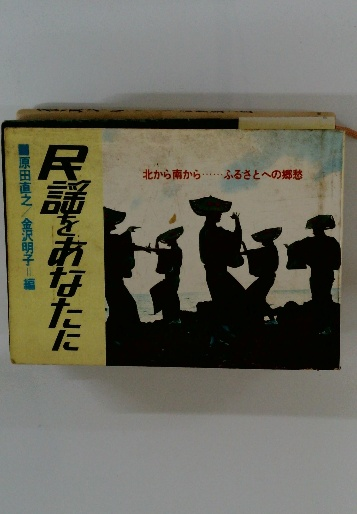 民謡をあなたに
■原田直之／金沢明子＝編
北から南から……ふるさとへの郷愁